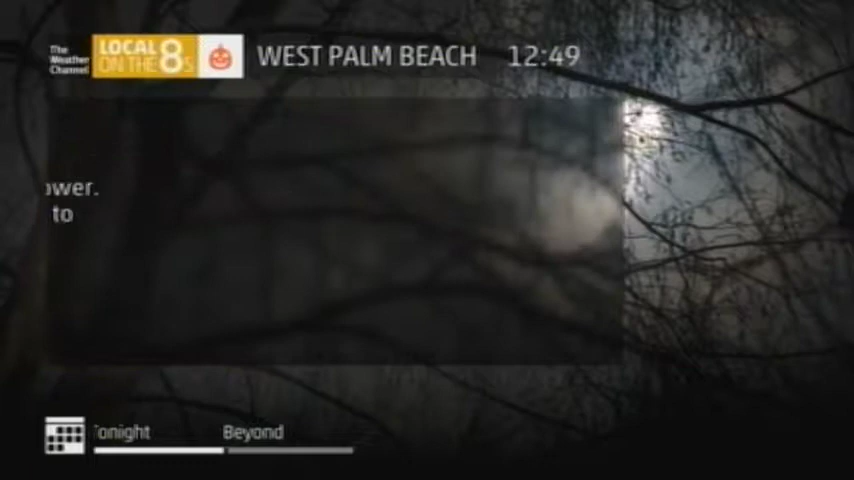 The
Weather
Channel
LOCAL
ON THE 8s
WEST PALM BEACH 12:49
ower.
to
onight Beyond